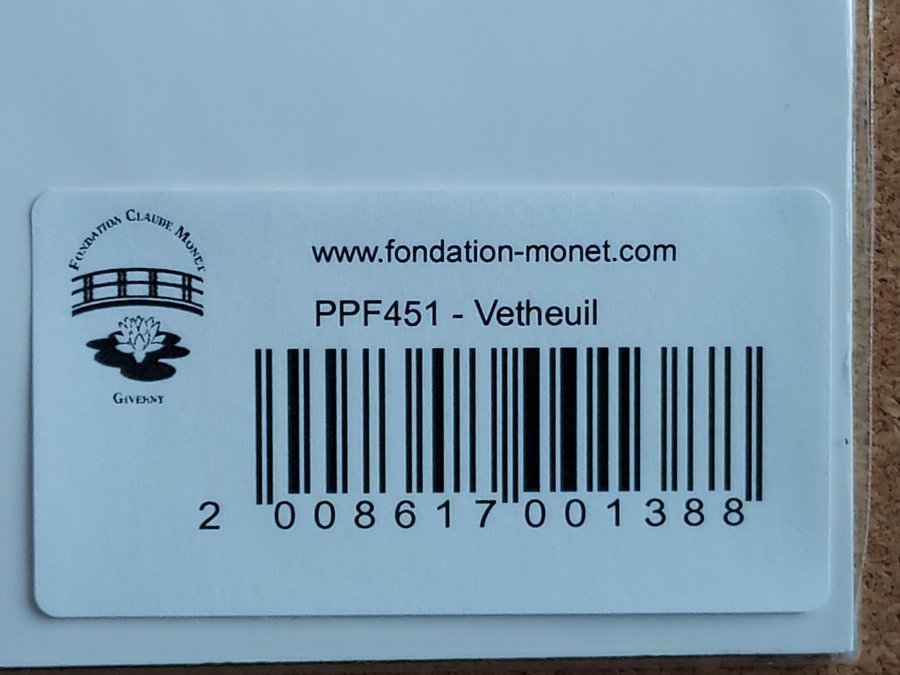 FONDATION CLAUDE MONET
GIVERNY
www.fondation-monet.com
PPF451 - Vetheuil
2 008617 001388